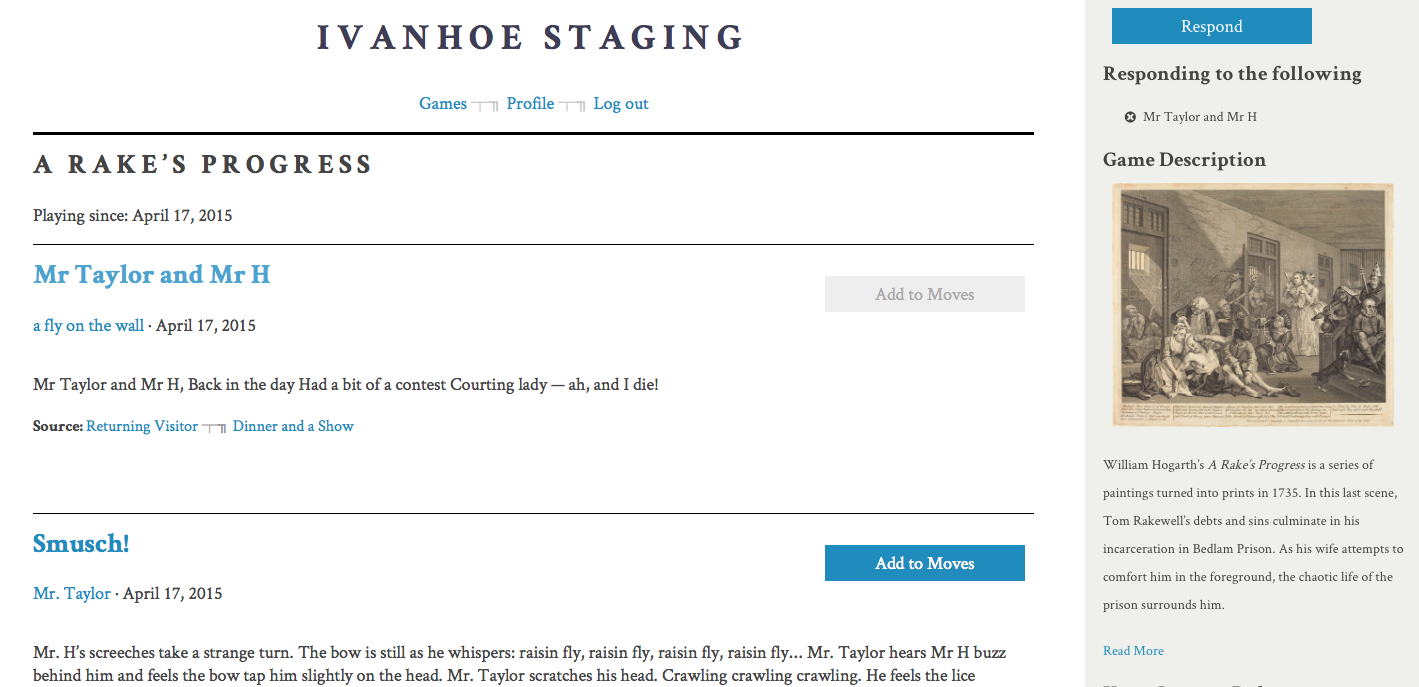 IVANHOE STAGING
Games Profile Log out
A RAKE’S PROGRESS
Playing since: April 17, 2015
Mr Taylor and Mr H
Add to Moves
a fly on the wall · April 17, 2015
Mr Taylor and Mr H, Back in the day Had a bit of a contest Courting lady — ah, and I die!
Source: Returning Visitor Dinner and a Show
Smusch!
Add to Moves
Mr. Taylor · April 17, 2015
Mr. H’s screeches take a strange turn. The bow is still as he whispers: raisin fly, raisin fly, raisin fly, raisin fly… Mr. Taylor hears Mr H buzz
behind him and feels the bow tap him slightly on the head. Mr. Taylor scratches his head. Crawling crawling crawling. He feels the lice
Respond
Responding to the following
Mr Taylor and Mr H
Game Description
William Hogarth’s A Rake’s Progress is a series of
paintings turned into prints in 1735. In this last scene,
Tom Rakewell’s debts and sins culminate in his
incarceration in Bedlam Prison. As his wife attempts to
comfort him in the foreground, the chaotic life of the
prison surrounds him.
Read More